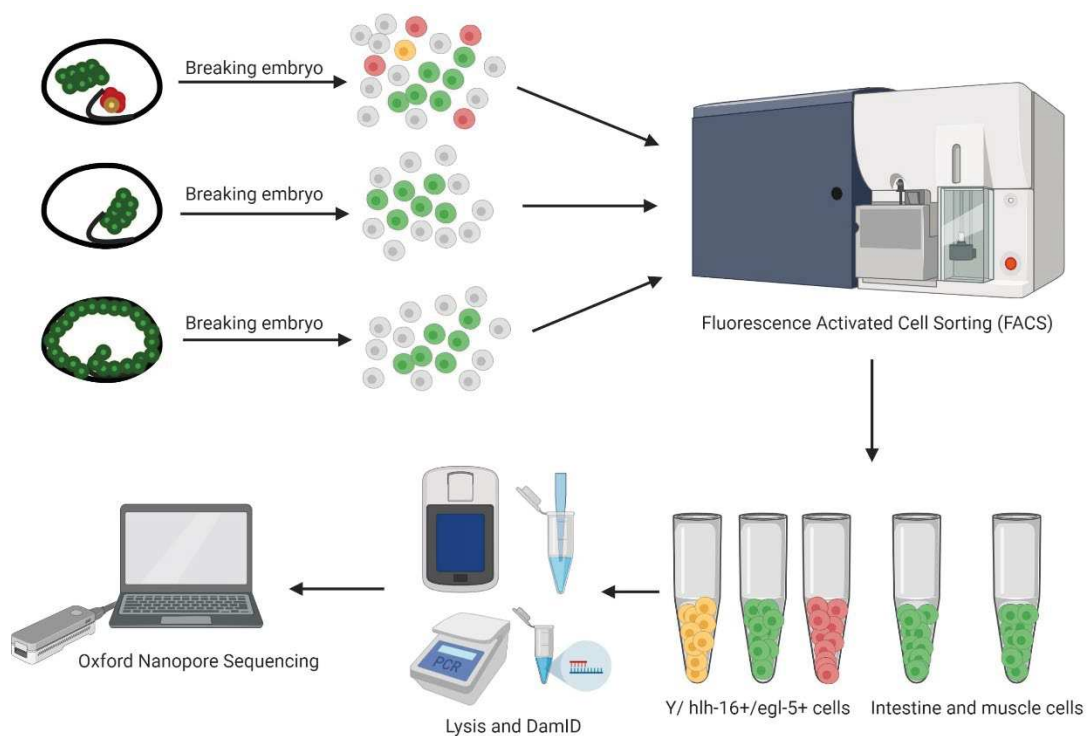 Breaking embryo
Breaking embryo
Breaking embryo
Fluorescence Activated Cell Sorting (FACS)
Oxford Nanopore Sequencing
PCR
Lysis and DamID
Y/ hlh-16+/egl-5+ cells
Intestine and muscle cells